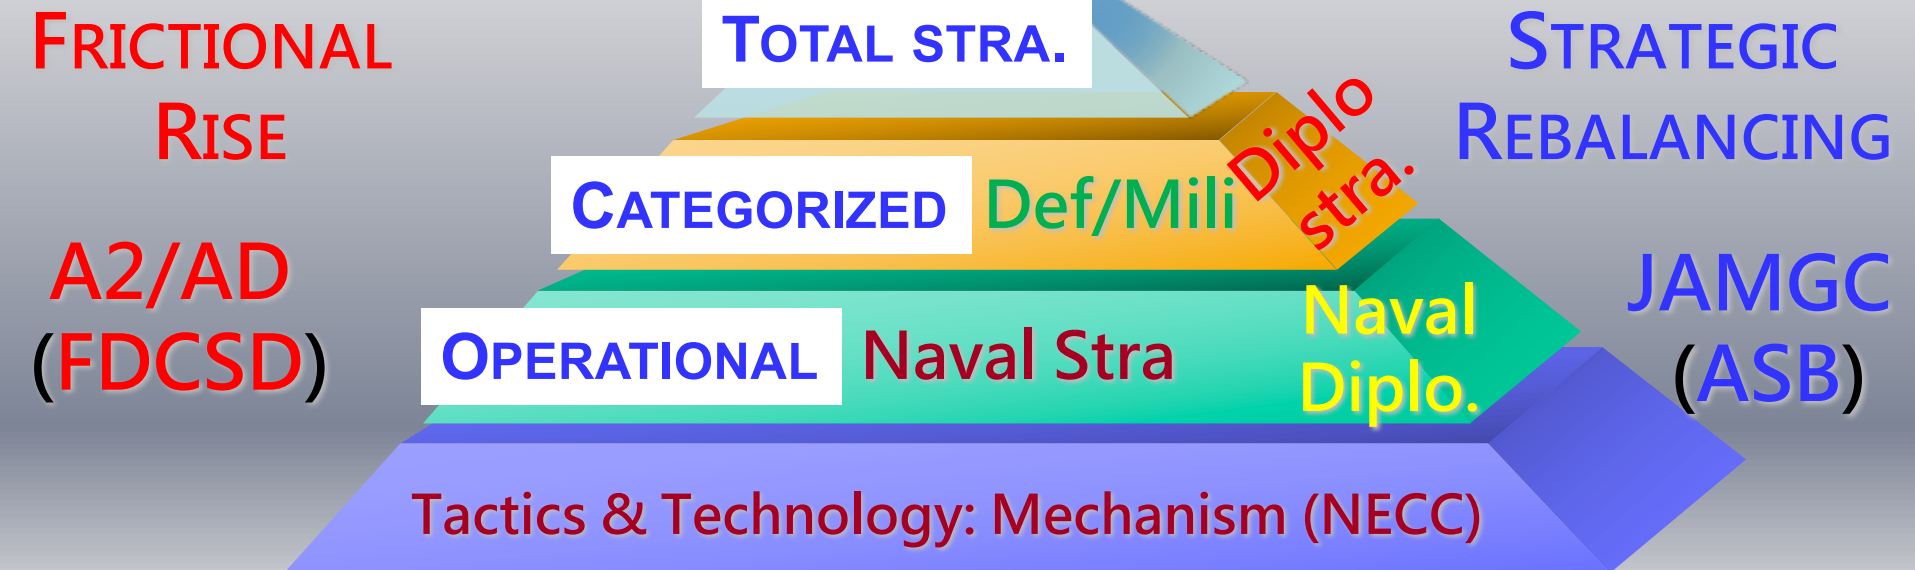 FRICTIONAL
RISE
A2/AD
(FDCSD)
TOTAL STRA.
CATEGORIZED
Def/Mili
Diplo
stra.
OPERATIONAL
Naval Stra
Naval
Diplo.
Tactics & Technology: Mechanism (NECC)
STRATEGIC
REBALANCING
JAMGC
(ASB)